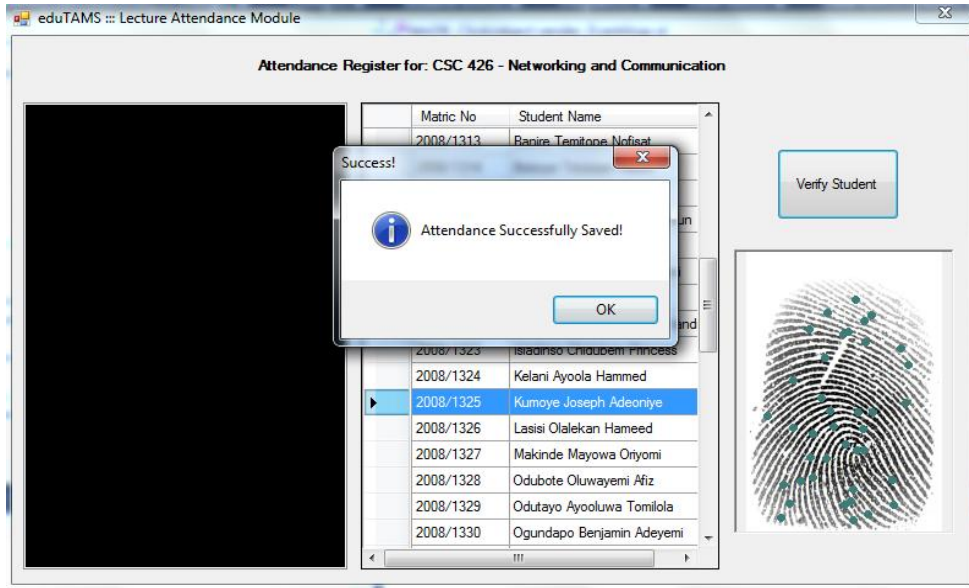 eduTAMS ::: Lecture Attendance Module
Attendance Register for: CSC 426 - Networking and Communication
Matric No Student Name
2008/1313 Banire Temitope Nofisat
Success!
Attendance Successfully Saved!
OK
Verify Student
un
and
2008/1323 Isiadinso Chidubem Princess
2008/1324 Kelani Ayoola Hammed
2008/1325 Kumoye Joseph Adeoniye
2008/1326 Lasisi Olalekan Hameed
2008/1327 Makinde Mayowa Oriyomi
2008/1328 Odubote Oluwayemi Afiz
2008/1329 Odutayo Ayooluwa Tomilola
2008/1330 Ogundapo Benjamin Adeyemi